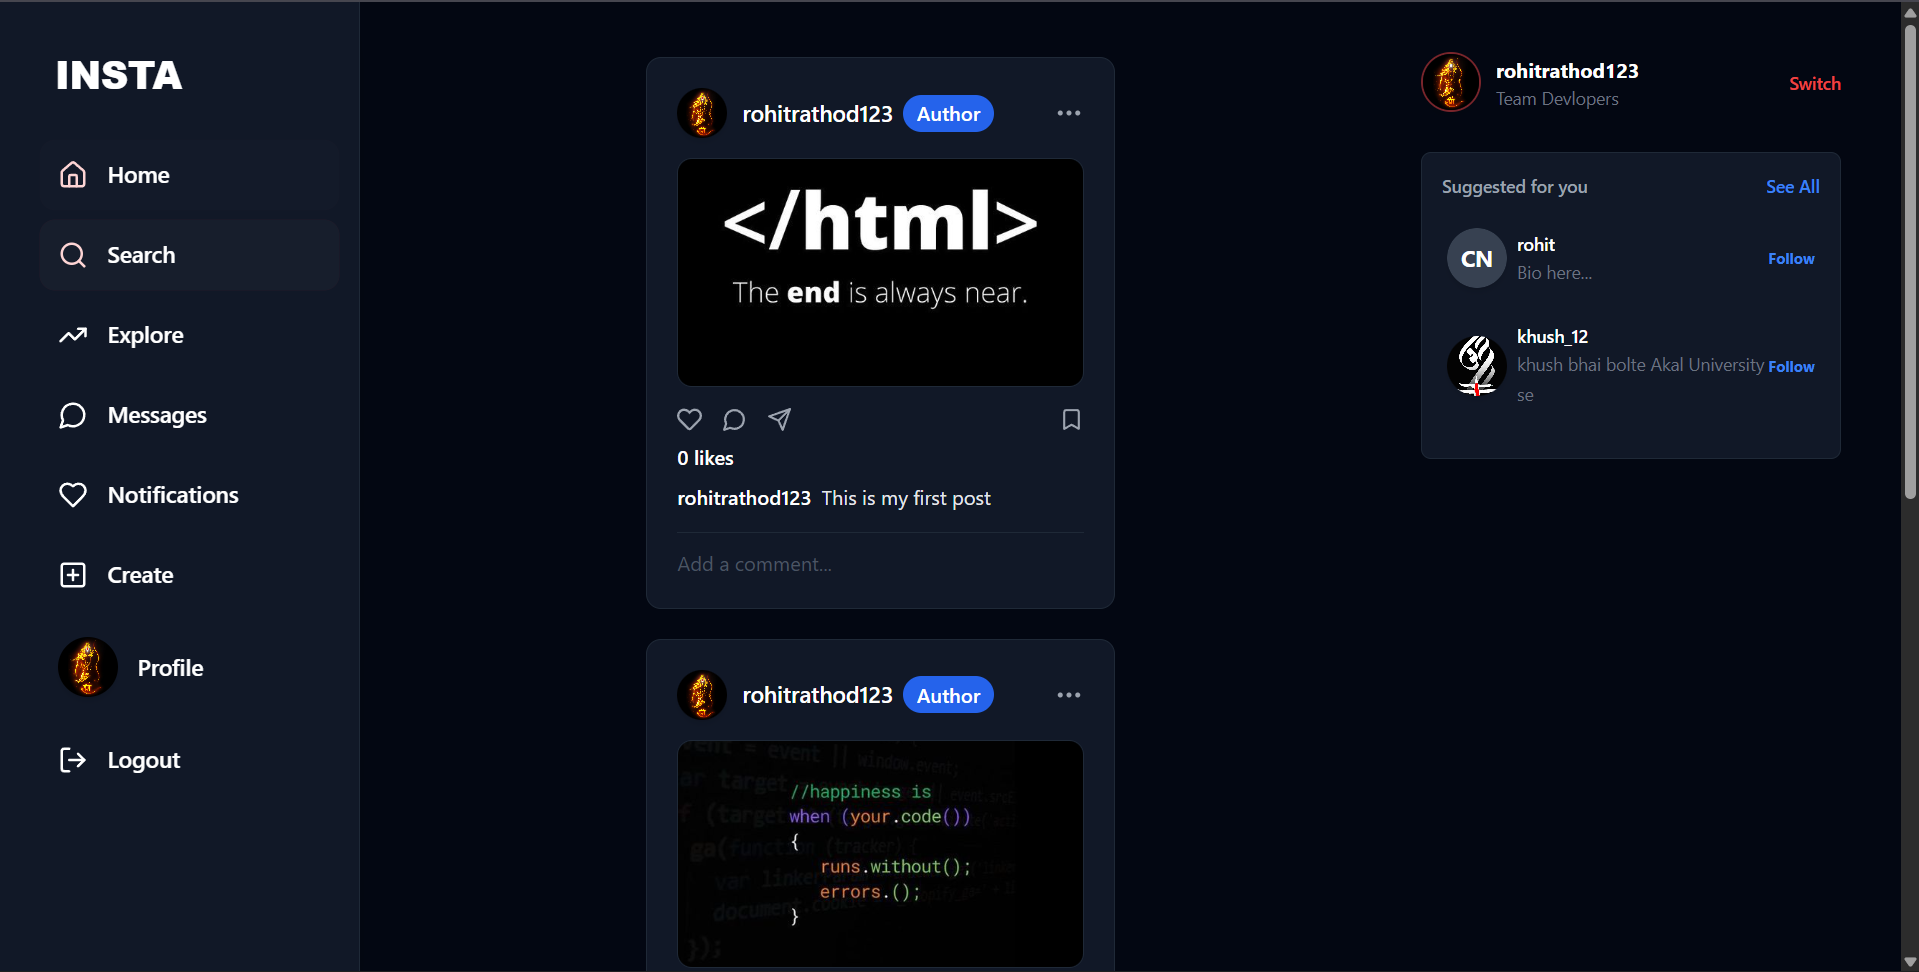 INSTA
Home
Search
Explore
Messages
Notifications
Create
Profile
Logout
rohitrathod123 Author
</html>
The end is always near.
0 likes
rohitrathod123 This is my first post
Add a comment...
rohitrathod123 Author
//happiness is
when (your.code())
{
runs.without();
errors.();
}
rohitrathod123
Team Devlopers
Switch
Suggested for you
See All
CN
rohit
Bio here...
Follow
khush_12
khush bhai bolte Akal University
se
Follow